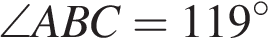 ∠ABC = 119°